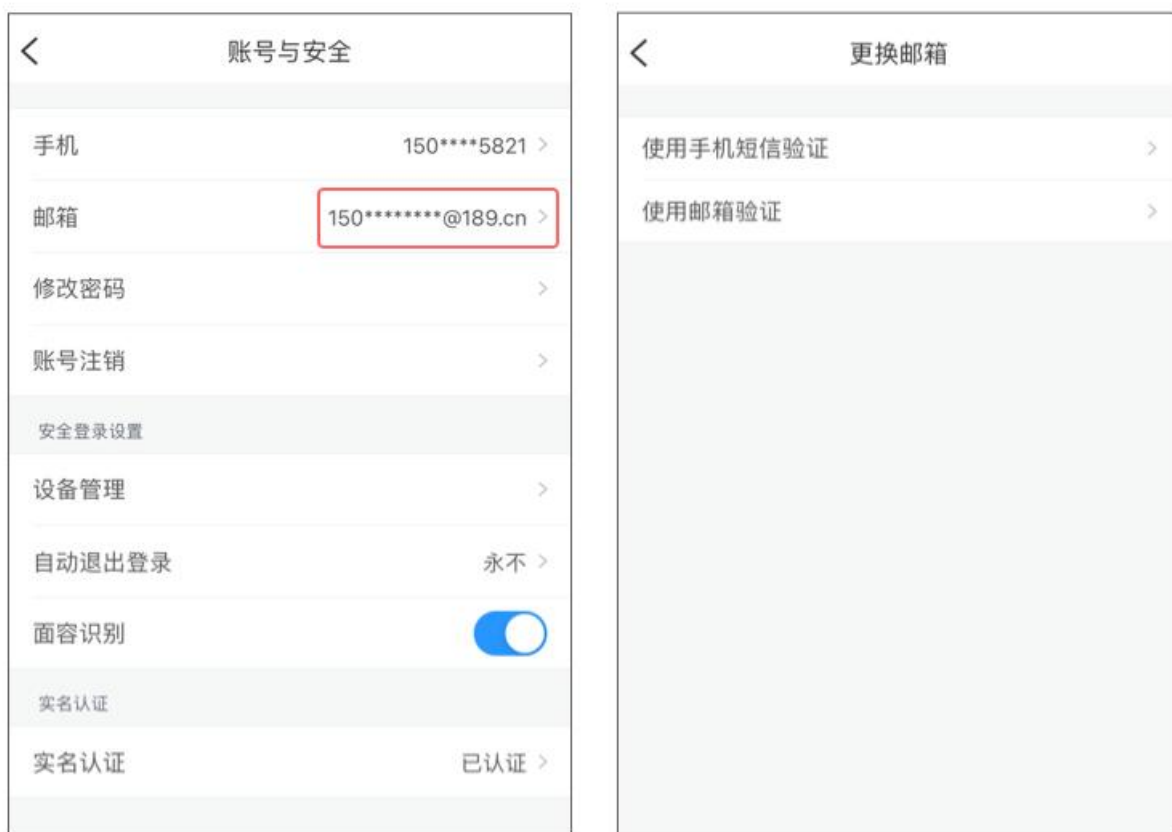 账号与安全
手机
150****5821
邮箱
150********@189.cn
修改密码
账号注销
安全登录设置
设备管理
自动退出登录
永不
面容识别
实名认证
实名认证
已认证
更换邮箱
使用手机短信验证
使用邮箱验证